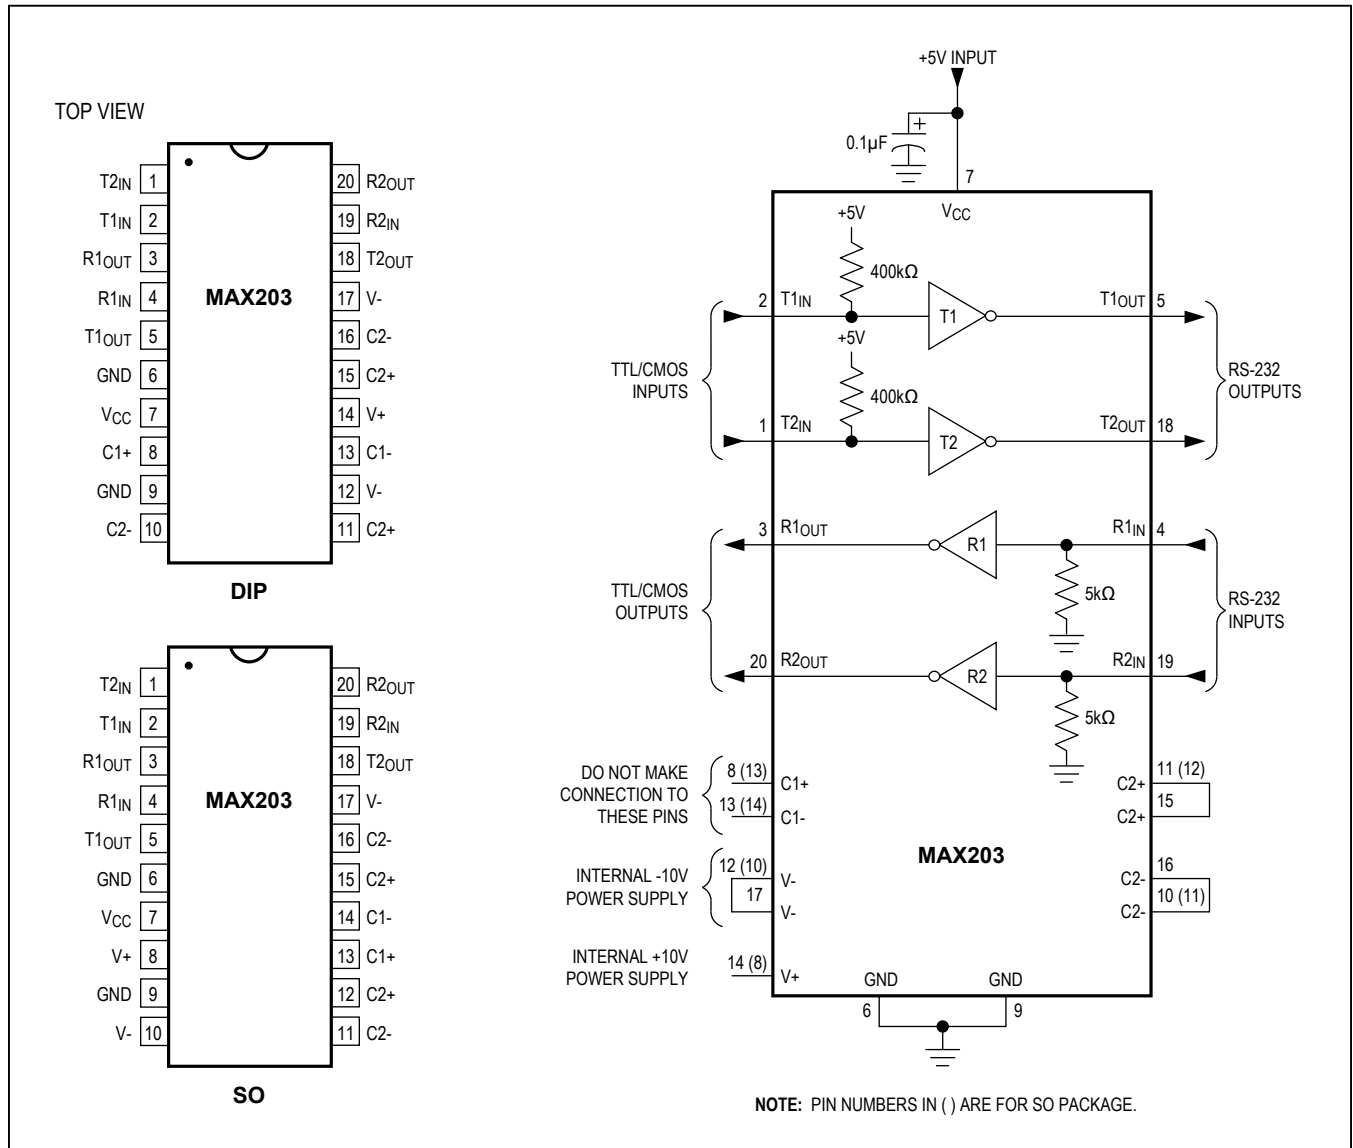 TOP VIEW
T2IN 1
T1IN 2
R1OUT 3
R1IN 4
T1OUT 5
GND 6
VCC 7
C1+ 8
GND 9
C2- 10
MAX203
20 R2OUT
19 R2IN
18 T2OUT
17 V-
16 C2-
15 C2+
14 V+
13 C1-
12 V-
11 C2+
DIP
T2IN 1
T1IN 2
R1OUT 3
R1IN 4
T1OUT 5
GND 6
VCC 7
V+ 8
GND 9
V- 10
MAX203
20 R2OUT
19 R2IN
18 T2OUT
17 V-
16 C2-
15 C2+
14 C1-
13 C1+
12 C2+
11 C2-
SO
+5V INPUT
+
0.1µF
7
VCC
+5V
400kΩ
2 T1IN
T1
T1OUT 5
+5V
400kΩ
TTL/CMOS
INPUTS
RS-232
OUTPUTS
1 T2IN
T2
T2OUT 18
3 R1OUT
R1
R1IN 4
5kΩ
TTL/CMOS
OUTPUTS
RS-232
INPUTS
20 R2OUT
R2
R2IN 19
5kΩ
DO NOT MAKE
CONNECTION TO
THESE PINS
8 (13)
C1+
13 (14)
C1-
11 (12)
C2+
15
C2+
MAX203
INTERNAL -10V
POWER SUPPLY
12 (10)
V-
17
V-
16
C2-
10 (11)
C2-
INTERNAL +10V
POWER SUPPLY
14 (8)
V+
GND
GND
6
9
NOTE: PIN NUMBERS IN ( ) ARE FOR SO PACKAGE.